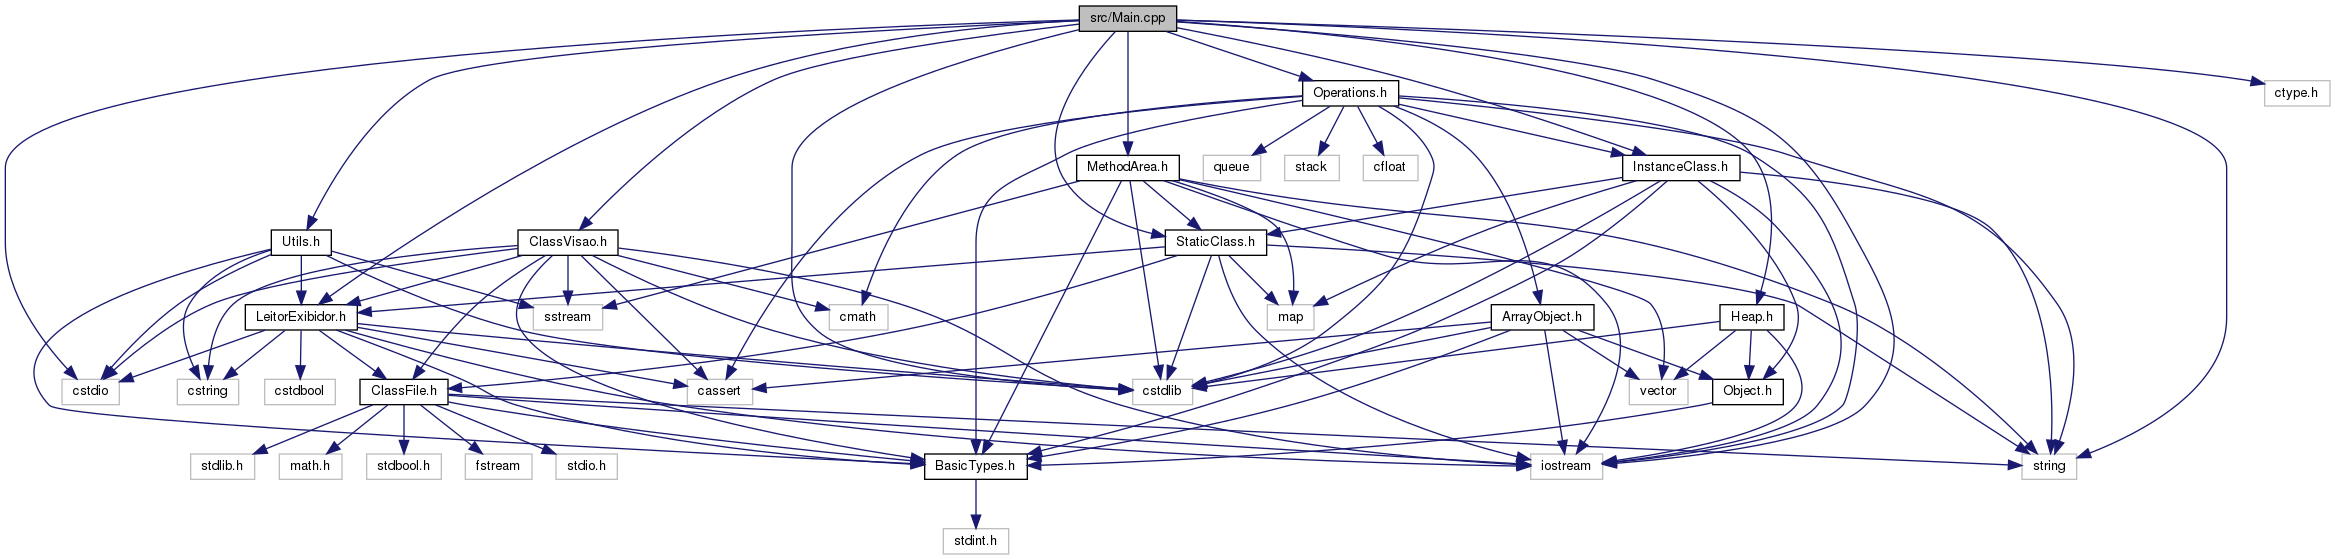 src/Main.cpp
Operations.h
ctype.h
MethodArea.h
queue
stack
cfloat
InstanceClass.h
Utils.h
ClassVisao.h
StaticClass.h
LeitorExibidor.h
sstream
cmath
map
ArrayObject.h
Heap.h
cstdio
cstring
cstdbool
ClassFile.h
cassert
cstdlib
vector
Object.h
stdlib.h
math.h
stdbool.h
fstream
stdio.h
BasicTypes.h
iostream
string
stdint.h